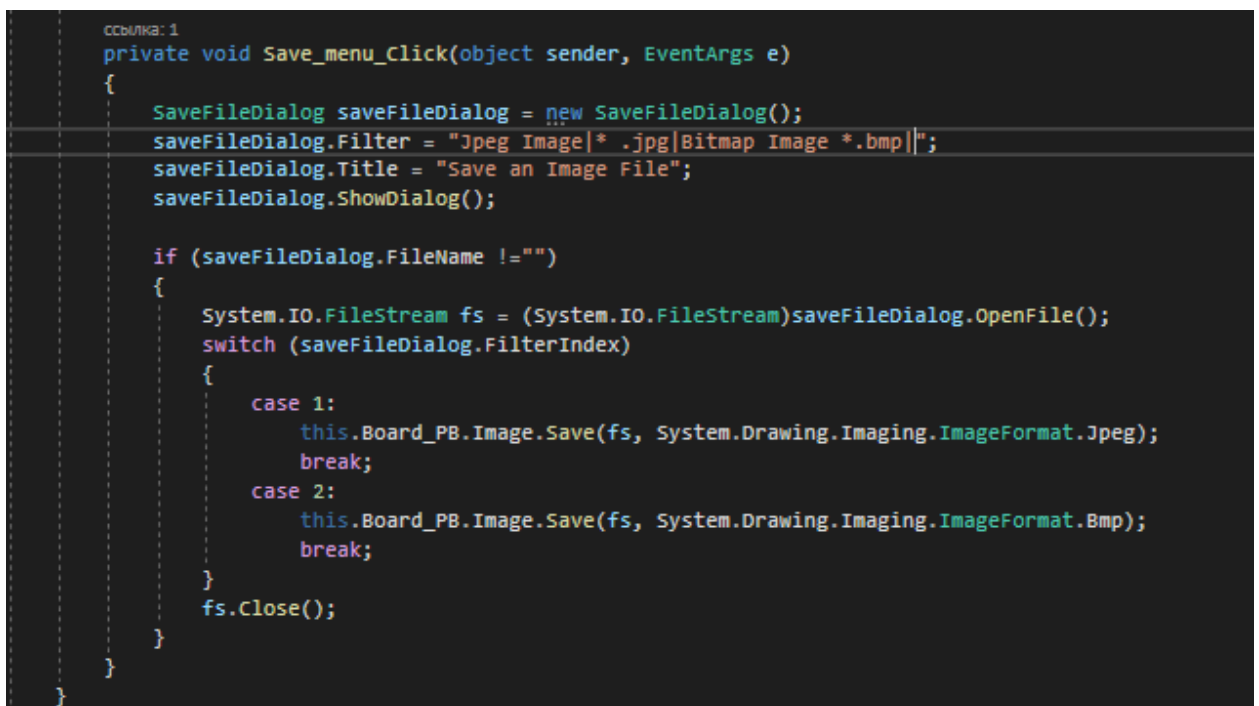 ссылка: 1
private void Save_menu_Click(object sender, EventArgs e)
{
SaveFileDialog saveFileDialog = new SaveFileDialog();
saveFileDialog.Filter = "Jpeg Image|* .jpg|Bitmap Image *.bmp|";
saveFileDialog.Title = "Save an Image File";
saveFileDialog.ShowDialog();
if (saveFileDialog.FileName !="")
{
System.IO.FileStream fs = (System.IO.FileStream)saveFileDialog.OpenFile();
switch (saveFileDialog.FilterIndex)
{
case 1:
this.Board_PB.Image.Save(fs, System.Drawing.Imaging.ImageFormat.Jpeg);
break;
case 2:
this.Board_PB.Image.Save(fs, System.Drawing.Imaging.ImageFormat.Bmp);
break;
}
fs.Close();
}
}
}